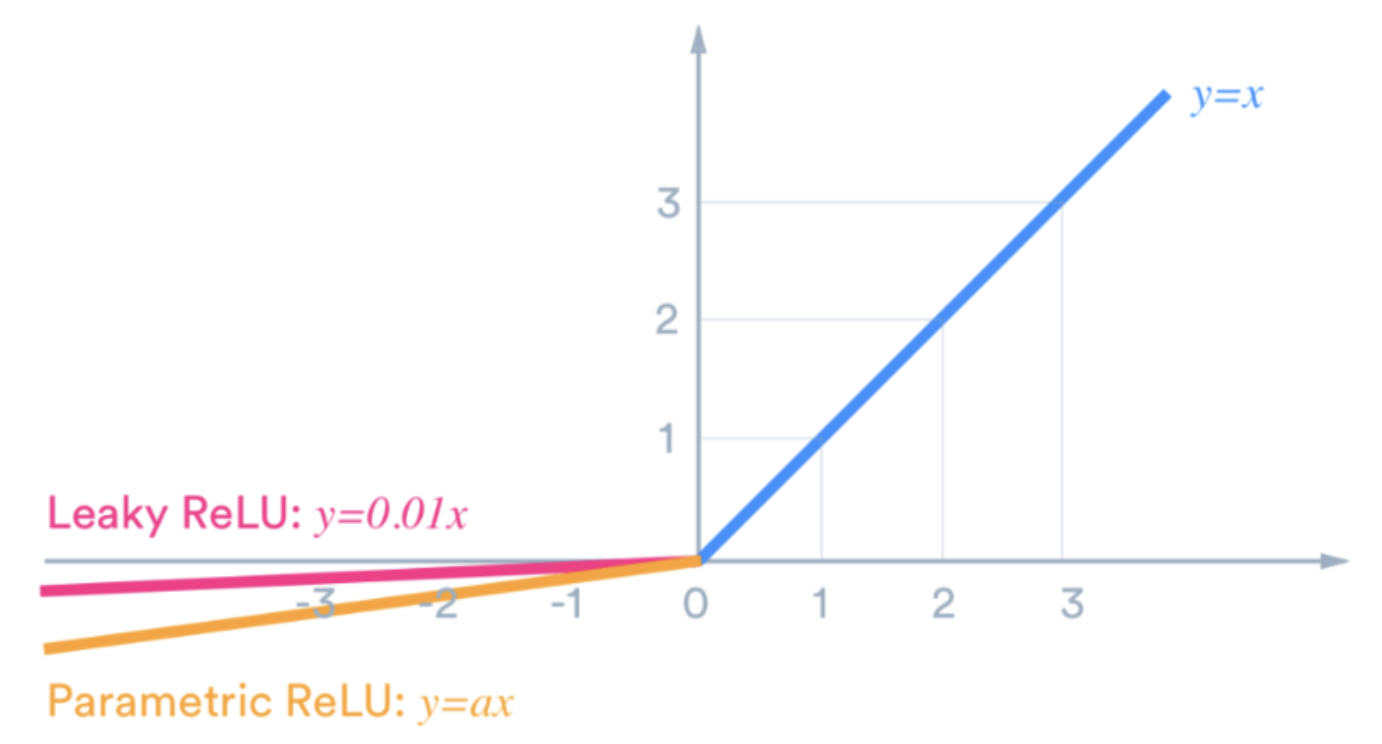 y=x
3
2
1
Leaky ReLU: y=0.01x
-3 -2 -1 0 1 2 3
Parametric ReLU: y=ax